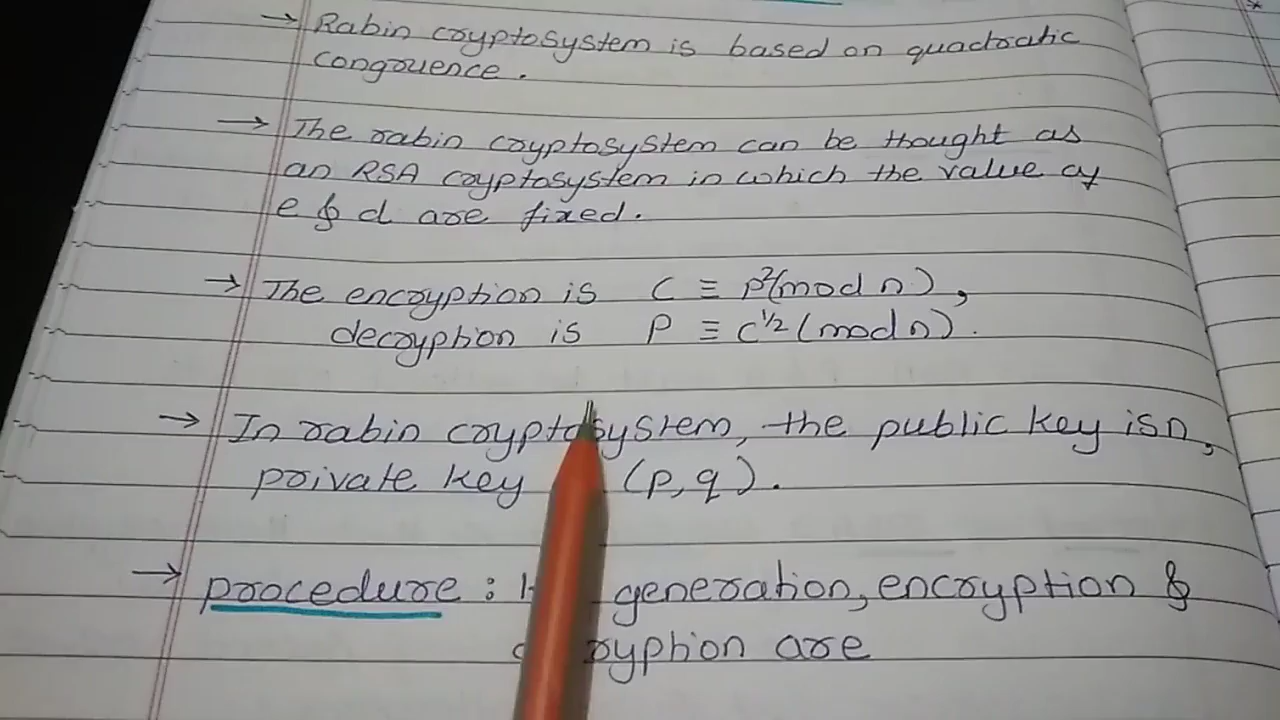 → Rabin cryptosystem is based on quadratic
congruence.
→ The rabin cryptosystem can be thought as
an RSA cryptosystem in which the value of
e & d are fixed.
→ The encryption is C ≡ P²(mod n),
decryption is P ≡ C^1/2 (mod n).
→ In rabin cryptosystem, the public key is n,
private key (p, q).
→ procedure : generation, encryption &
ryption are